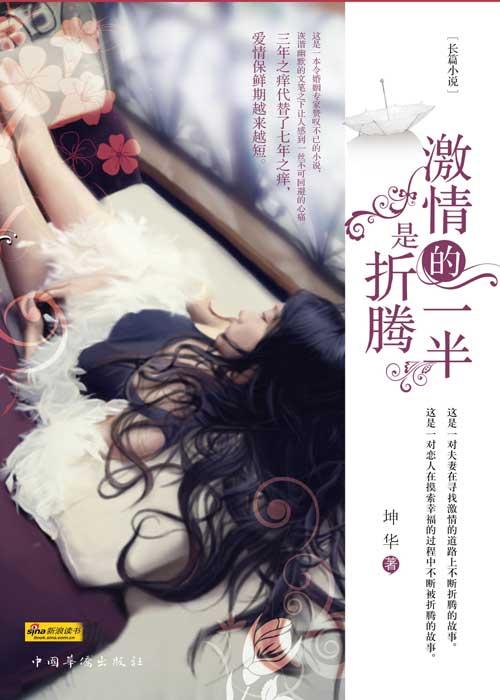 [长篇小说]
激情的一半
是折腾
这是一对夫妻在寻找激情的道路上不断折腾的故事。
这是一对恋人在摸索幸福的过程中不断被折腾的故事。
坤华 著
这是一本令婚姻专家赞叹不已的小说，
诙谐幽默的文笔之下让人感到一丝不可回避的心痛
三年之痒代替了七年之痒，
爱情保鲜期越来越短。
sina 新浪读书
book.sina.com.cn
中国华侨出版社